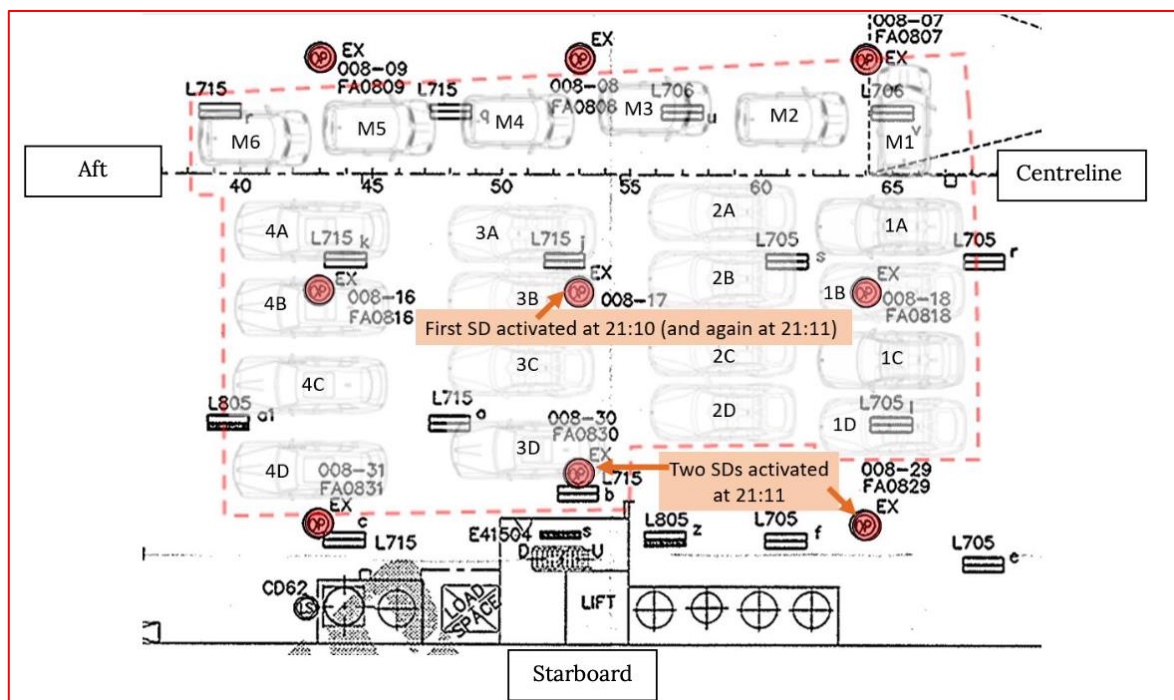 008-07
FA0807
EX
EX
EX
008-09
FA0809
008-08
FA0808
L715
L715
L706
L706
r
q
u
v
M6
M5
M4
M3
M2
M1
Aft
Centreline
40
45
50
55
60
65
4A
3A
2A
1A
L715 k
L715 j
L705
s
L705
r
EX
EX
EX
4B
3B
2B
1B
008-16
FA0816
008-17
008-18
FA0818
First SD activated at 21:10 (and again at 21:11)
4C
3C
2C
1C
L805
a1
L715
o
2D
1D
L705
008-30
FA0830
EX
4D
3D
008-31
FA0831
Two SDs activated
at 21:11
008-29
FA0829
EX
EX
L715
b
c
L715
E41504
s
L805
z
L705
f
L705
e
D
U
CD62
LS
LOAD
SPACE
LIFT
Starboard